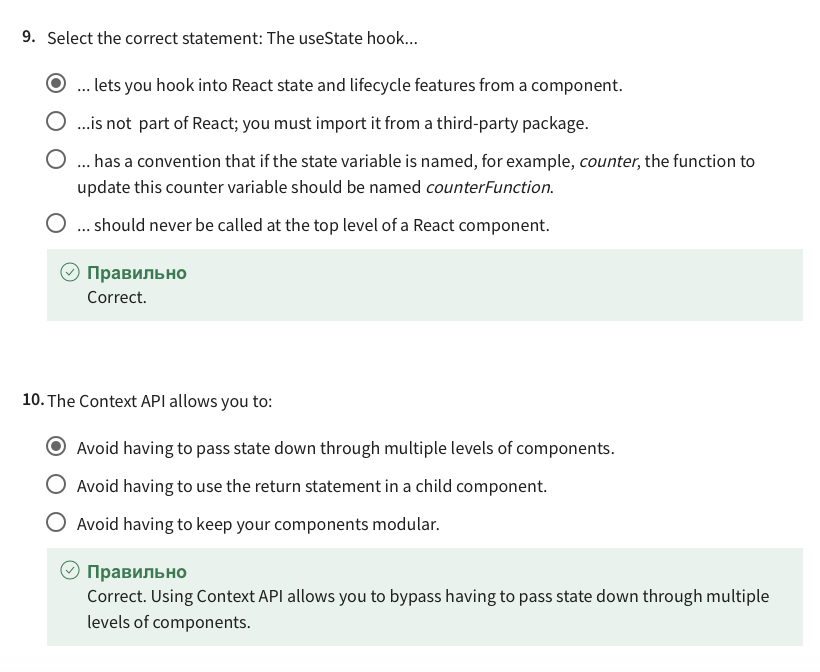 9. Select the correct statement: The useState hook...
... lets you hook into React state and lifecycle features from a component.
...is not  part of React; you must import it from a third-party package.
... has a convention that if the state variable is named, for example, counter, the function to
update this counter variable should be named counterFunction.
... should never be called at the top level of a React component.
Правильно
Correct.
10. The Context API allows you to:
Avoid having to pass state down through multiple levels of components.
Avoid having to use the return statement in a child component.
Avoid having to keep your components modular.
Правильно
Correct. Using Context API allows you to bypass having to pass state down through multiple
levels of components.